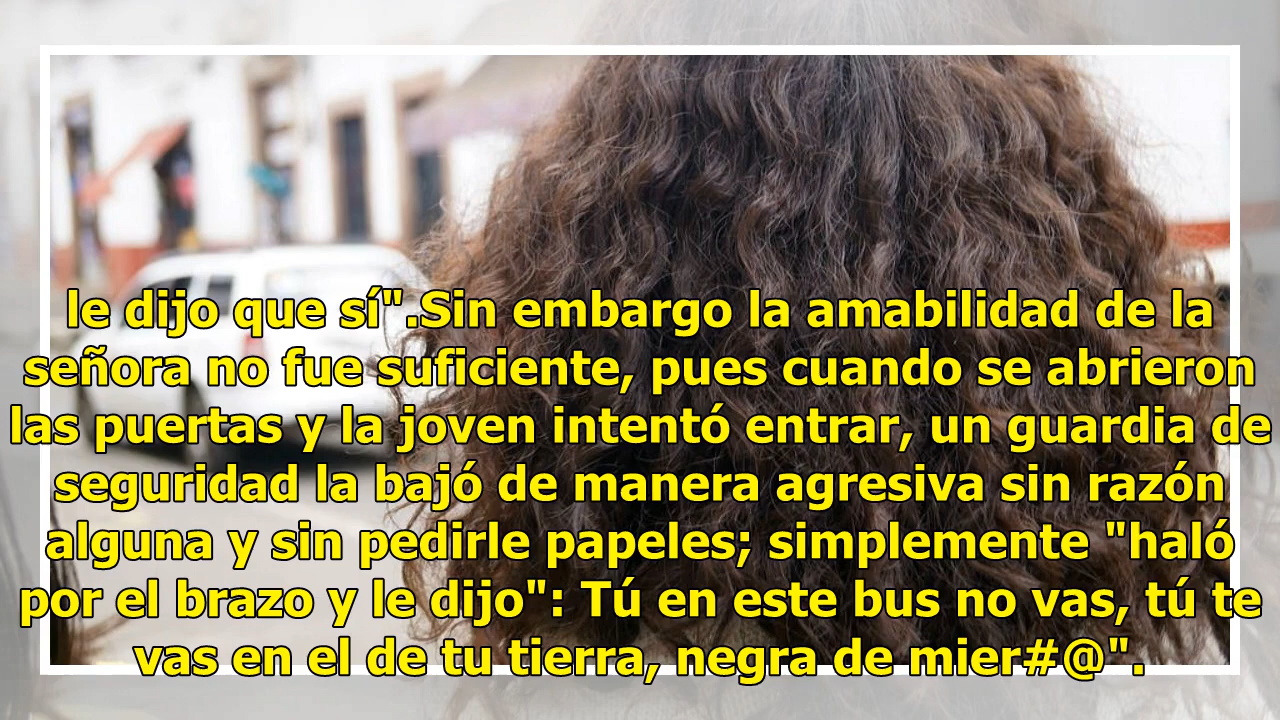 le dijo que sí".Sin embargo la amabilidad de la
señora no fue suficiente, pues cuando se abrieron
las puertas y la joven intentó entrar, un guardia de
seguridad la bajó de manera agresiva sin razón
alguna y sin pedirle papeles; simplemente "haló
por el brazo y le dijo": Tú en este bus no vas, tú te
vas en el de tu tierra, negra de mier#@".